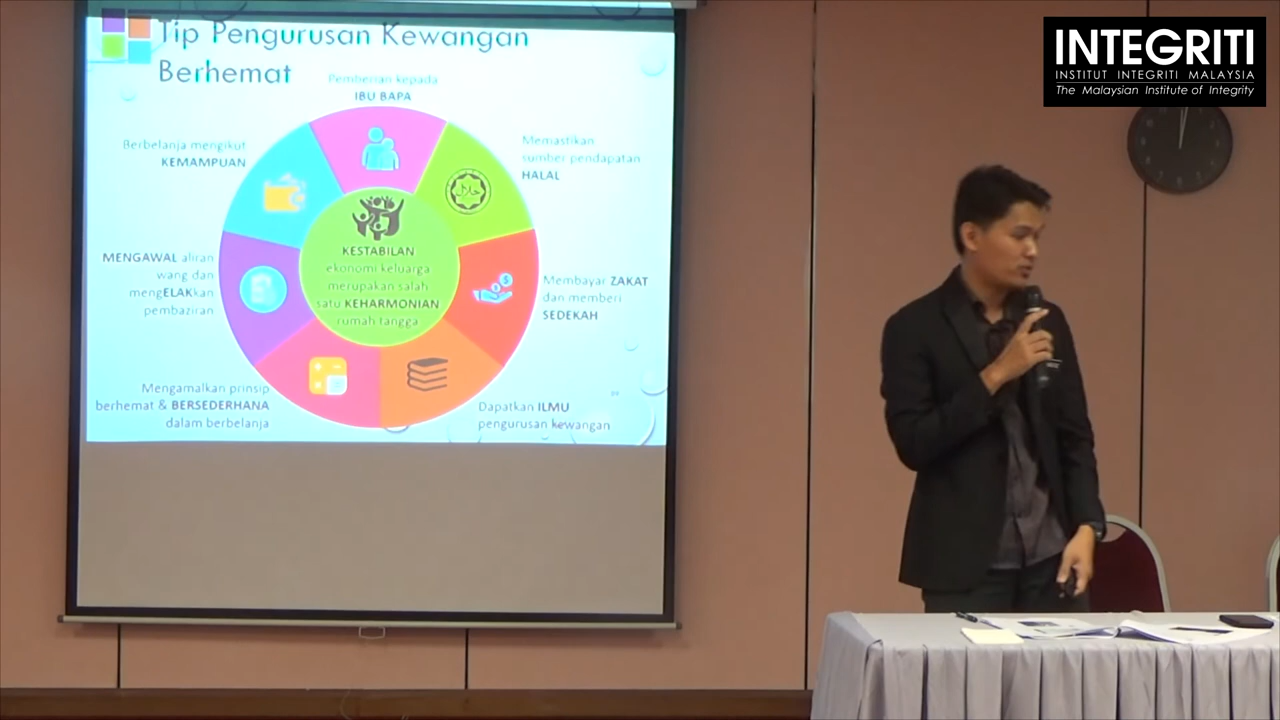 Tip Pengurusan Kewangan
Berhemat
Pemberian kepada
IBU BAPA
Memastikan
sumber pendapatan
HALAL
Membayar ZAKAT
dan memberi
SEDEKAH
Dapatkan ILMU
pengurusan kewangan
Mengamalkan prinsip
berhemat & BERSEDERHANA
dalam berbelanja
MENGAWAL aliran
wang dan
mengELAKkan
pembaziran
Berbelanja mengikut
KEMAMPUAN
KESTABILAN
ekonomi keluarga
merupakan salah
satu KEHARMONIAN
rumah tangga
حلال
INTEGRITI
INSTITUT INTEGRITI MALAYSIA
The Malaysian Institute of Integrity